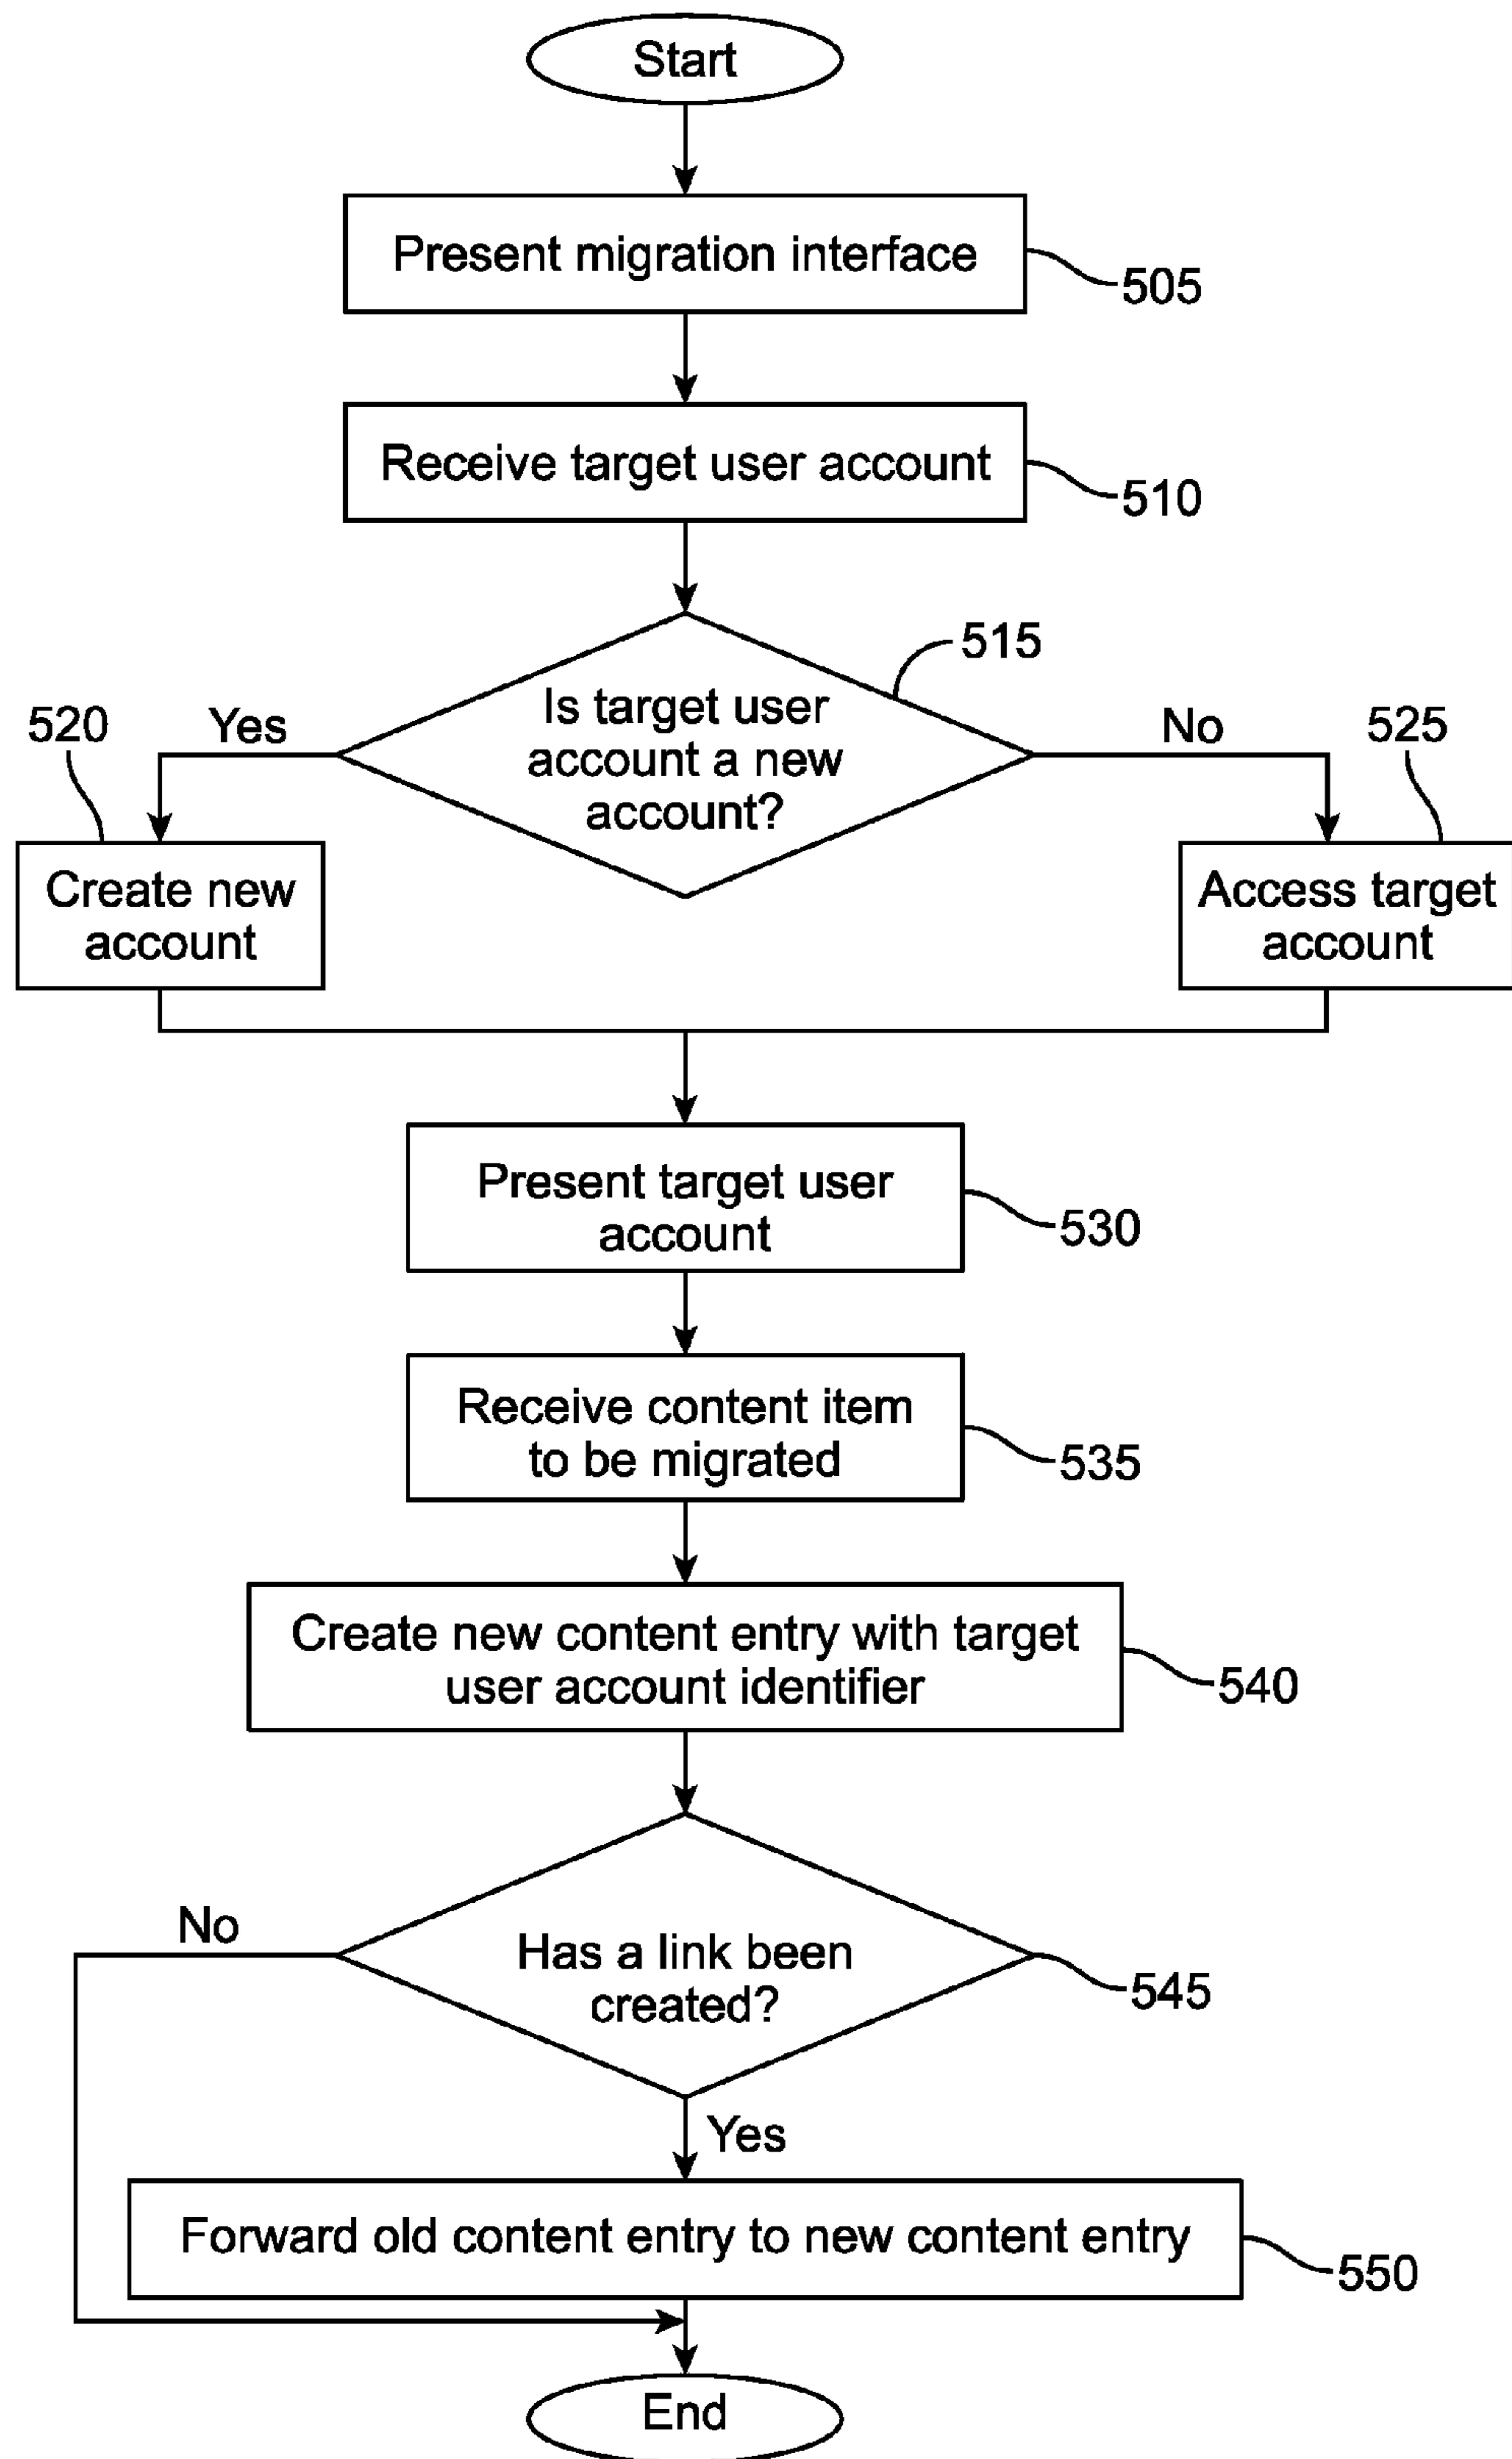 Start
Present migration interface
505
Receive target user account
510
515
Is target user
account a new
account?
Yes
No
520
525
Create new
account
Access target
account
Present target user
account
530
Receive content item
to be migrated
535
Create new content entry with target
user account identifier
540
No
Has a link been
created?
545
Yes
Forward old content entry to new content entry
550
End